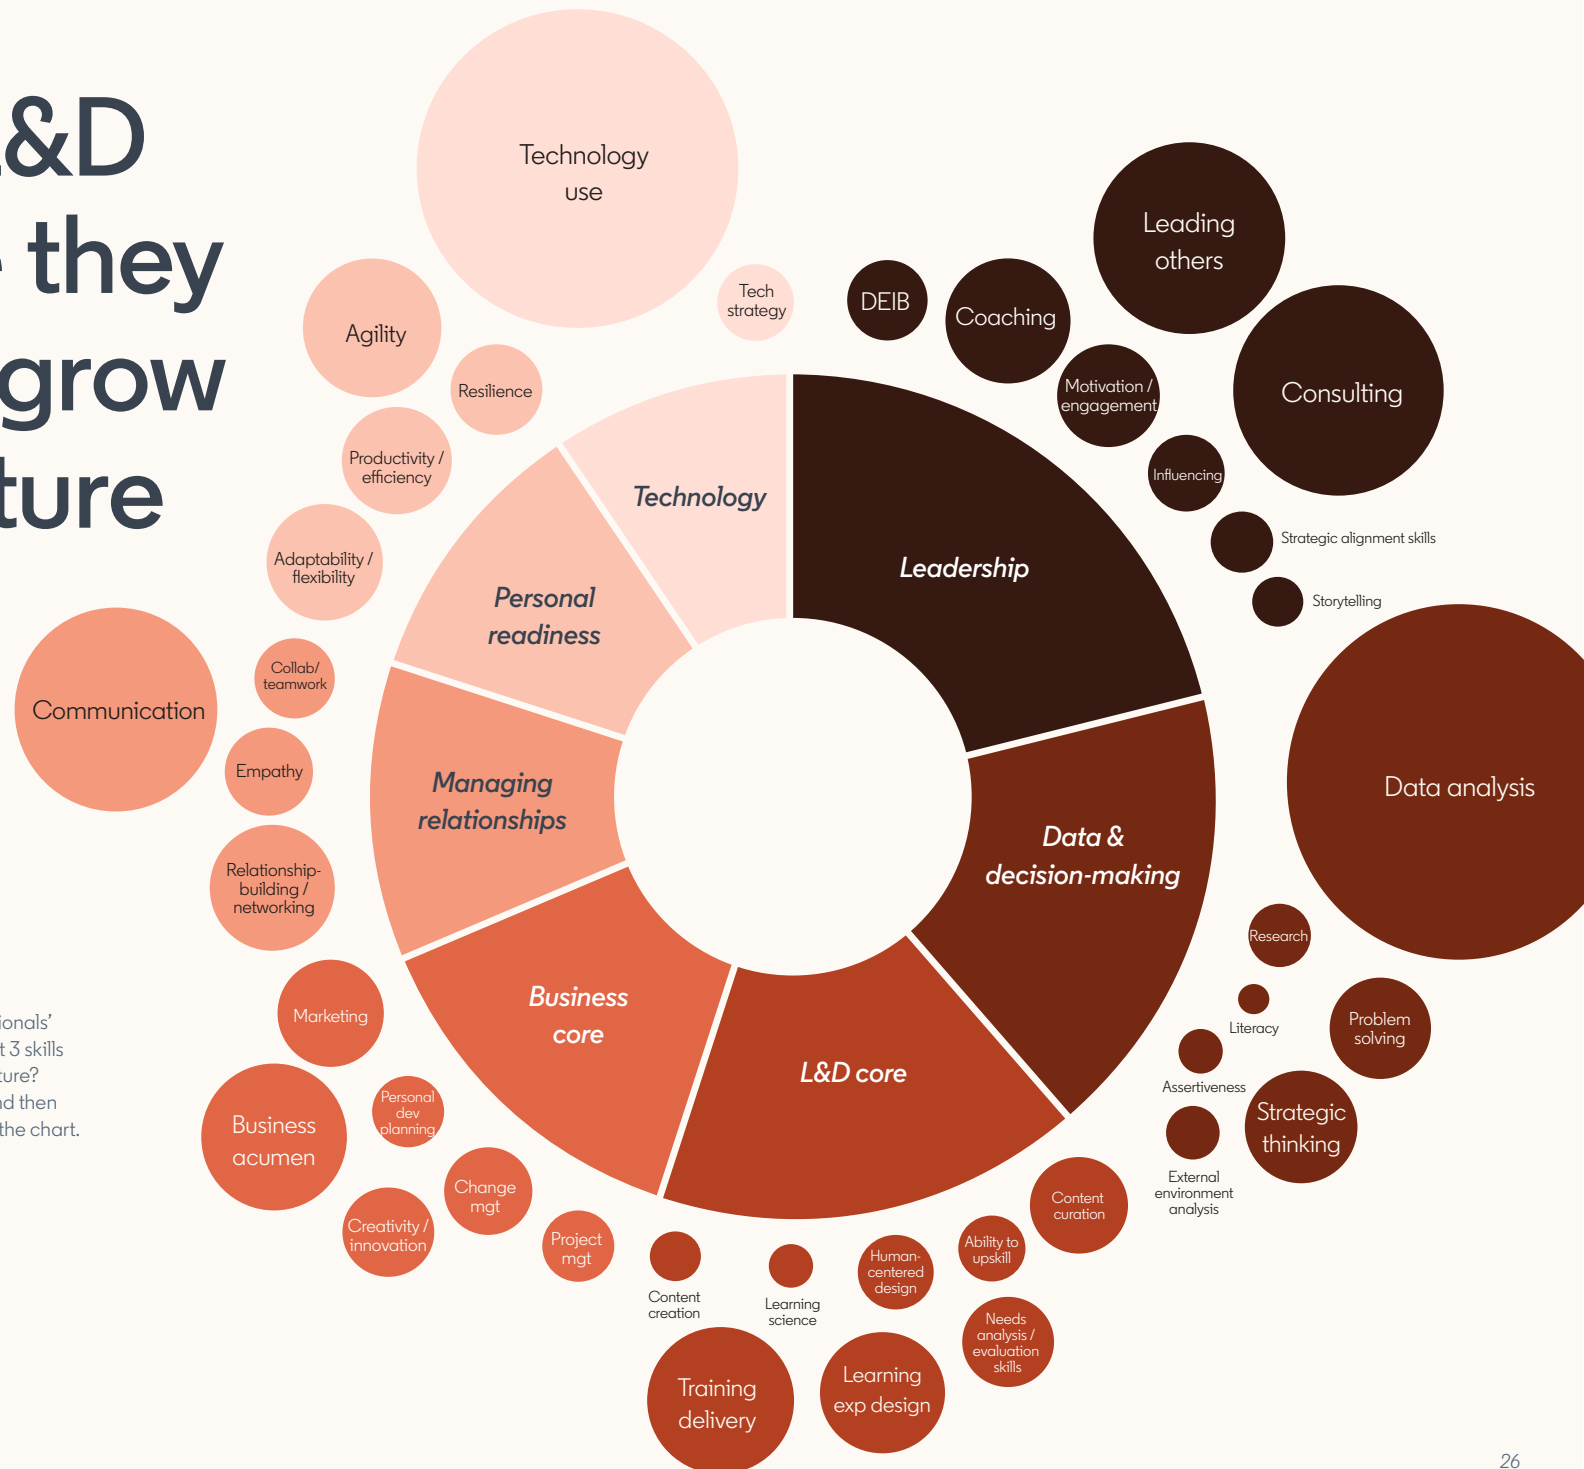 &D
they
grow
ture
Technology
use
Tech
strategy
Agility
Resilience
Productivity /
efficiency
Adaptability /
flexibility
Communication
Collab/
teamwork
Empathy
Relationship-
building /
networking
Marketing
Business
acumen
Personal
dev
planning
Creativity /
innovation
Change
mgt
Project
mgt
DEIB
Coaching
Leading
others
Motivation /
engagement
Consulting
Influencing
Strategic alignment skills
Storytelling
Data analysis
Research
Literacy
Problem
solving
Assertiveness
Strategic
thinking
External
environment
analysis
Content
curation
Ability to
upskill
Human-
centered
design
Needs
analysis /
evaluation
skills
Learning
science
Learning
exp design
Content
creation
Training
delivery
Technology
Leadership
Personal
readiness
Managing
relationships
Data &
decision-making
Business
core
L&D core
ionals’
t 3 skills
ture?
nd then
the chart.
26